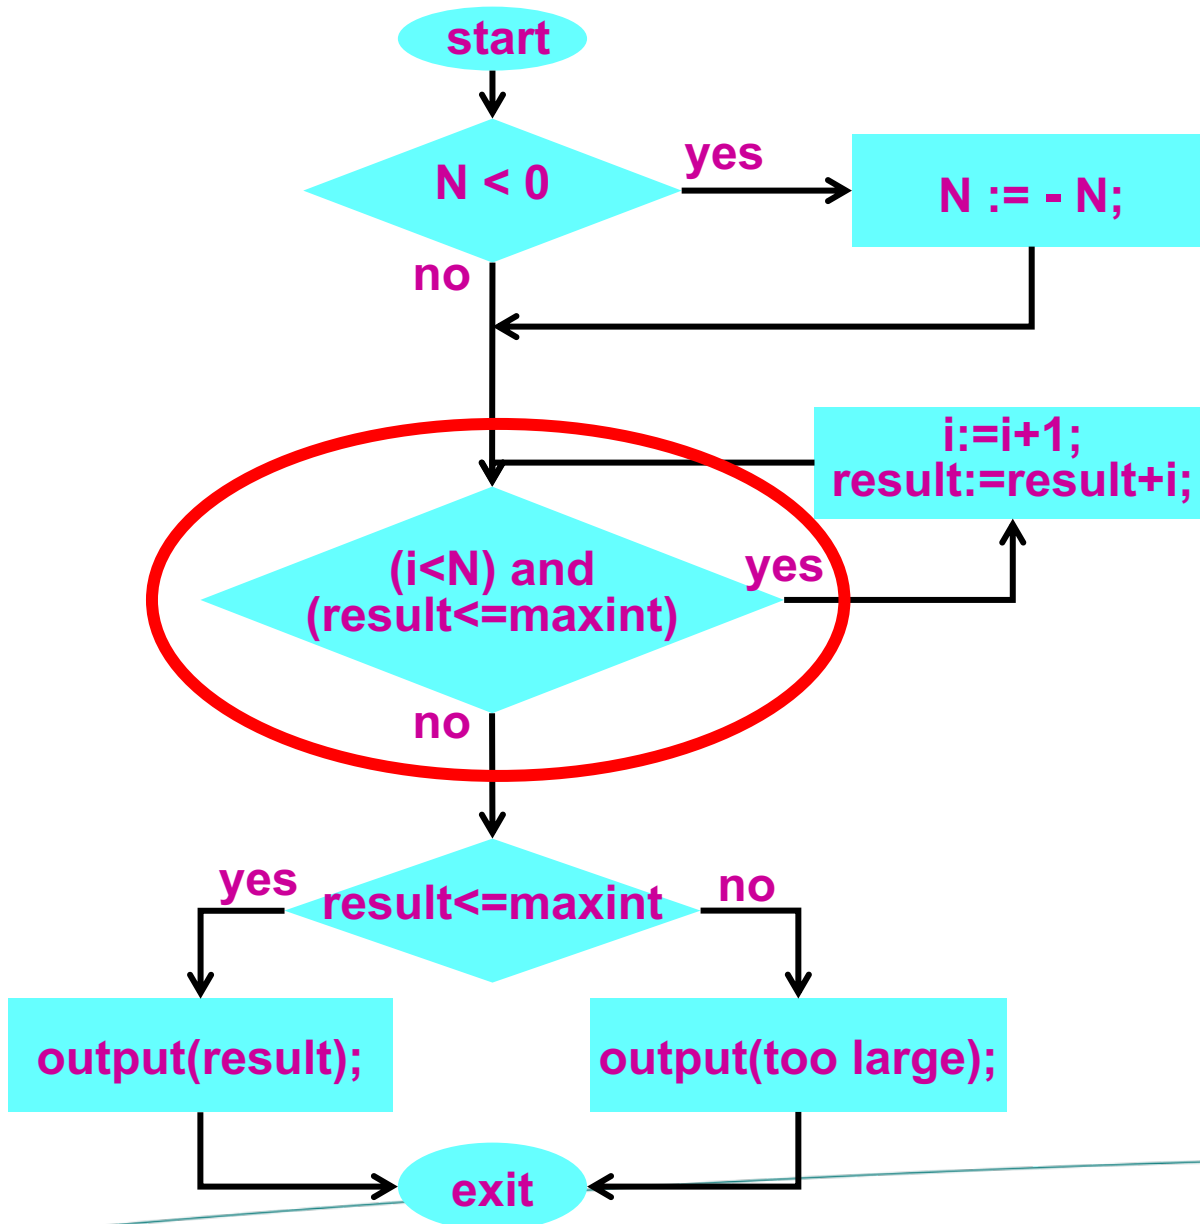 start
N < 0
yes
N := - N;
no
i:=i+1;
result:=result+i;
(i<N) and
(result<=maxint)
yes
no
result<=maxint
yes
no
output(result);
output(too large);
exit